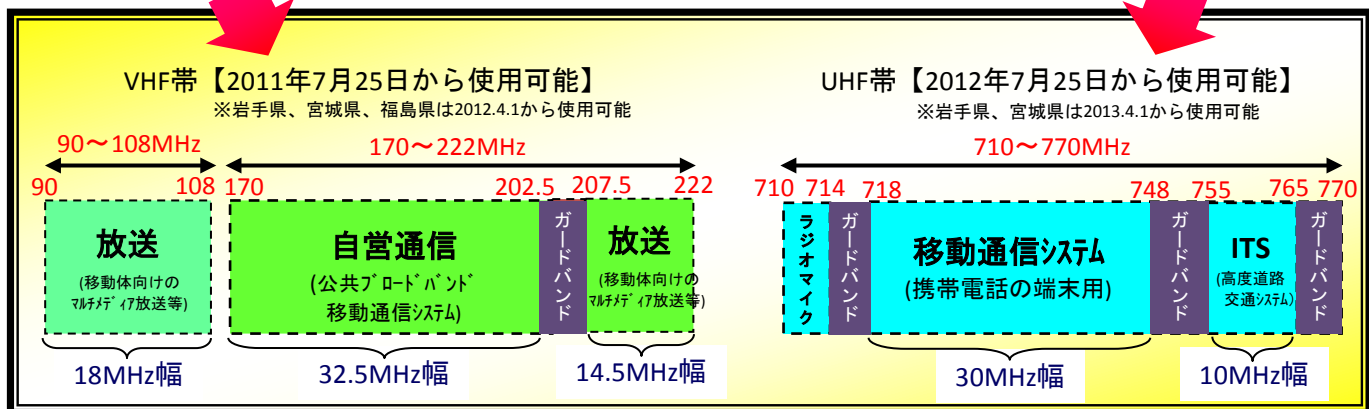 VHF帯【2011年7月25日から使用可能】
※岩手県、宮城県、福島県は2012.4.1から使用可能
90～108MHz
170～222MHz
90
108
170
202.5
207.5
222
放送
(移動体向けの
ﾏﾙﾁﾒﾃﾞｨｱ放送等)
自営通信
(公共ﾌﾞﾛｰﾄﾞﾊﾞﾝﾄﾞ
移動通信ｼｽﾃﾑ)
ガードバンド
放送
(移動体向けの
ﾏﾙﾁﾒﾃﾞｨｱ放送等)
18MHz幅
32.5MHz幅
14.5MHz幅
UHF帯【2012年7月25日から使用可能】
※岩手県、宮城県は2013.4.1から使用可能
710～770MHz
710
714
718
748
755
765
770
ラジオマイク
ガードバンド
移動通信ｼｽﾃﾑ
(携帯電話の端末用)
ガードバンド
ITS
(高度道路
交通ｼｽﾃﾑ)
ガードバンド
30MHz幅
10MHz幅